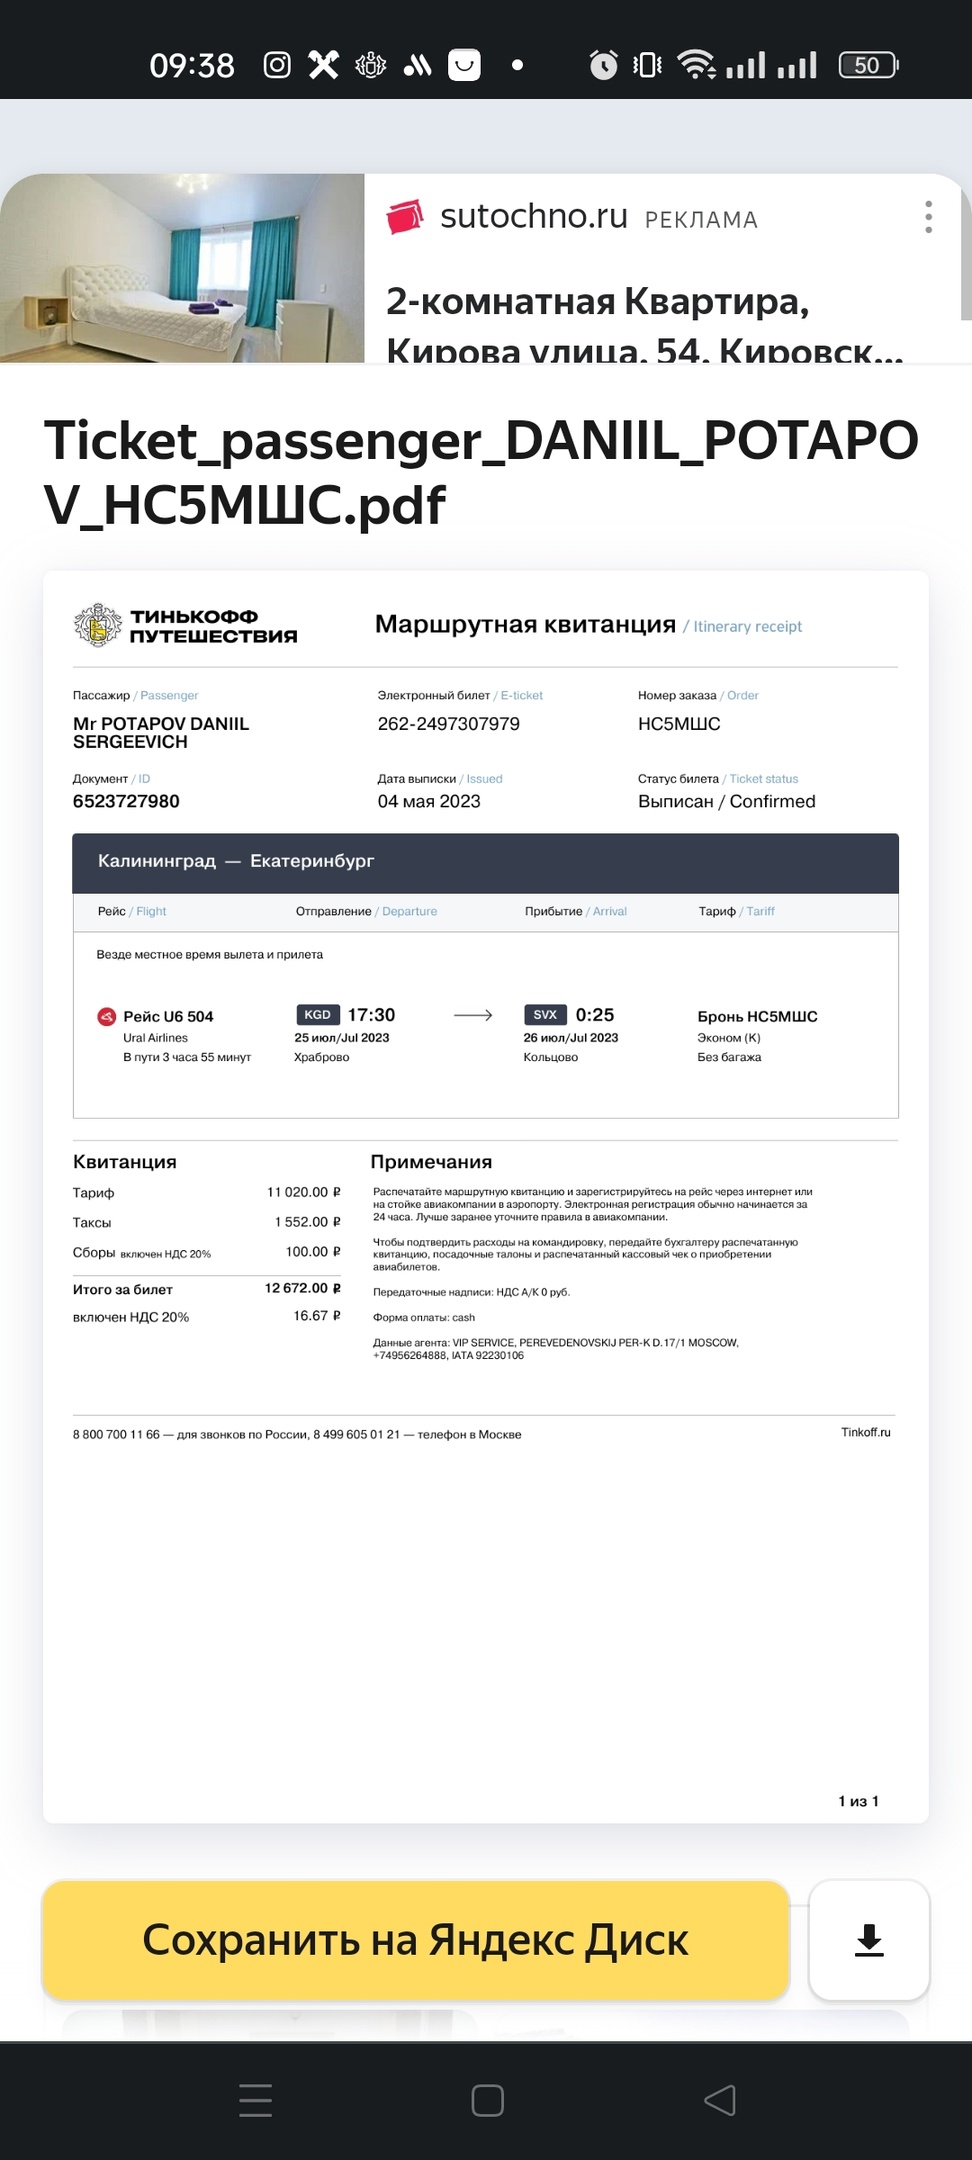 09:38
50
sutochno.ru РЕКЛАМА
2-комнатная Квартира,
Кирова улица, 54, Кировск...
Ticket_passenger_DANIIL_POTAPO
V_НС5МШС.pdf
ТИНЬКОФФ
ПУТЕШЕСТВИЯ
Маршрутная квитанция / Itinerary receipt
Пассажир / Passenger
Электронный билет / E-ticket
Номер заказа / Order
Mr POTAPOV DANIIL
SERGEEVICH
262-2497307979
НС5МШС
Документ / ID
Дата выписки / Issued
Статус билета / Ticket status
6523727980
04 мая 2023
Выписан / Confirmed
Калининград — Екатеринбург
Рейс / Flight
Отправление / Departure
Прибытие / Arrival
Тариф / Tariff
Везде местное время вылета и прилета
Рейс U6 504
KGD 17:30
SVX 0:25
Бронь НС5МШС
Ural Airlines
25 июл/Jul 2023
26 июл/Jul 2023
Эконом (K)
В пути 3 часа 55 минут
Храброво
Кольцово
Без багажа
Квитанция
Тариф 11 020.00 ₽
Таксы 1 552.00 ₽
Сборы включен НДС 20% 100.00 ₽
Итого за билет 12 672.00 ₽
включен НДС 20% 16.67 ₽
Примечания
Распечатайте маршрутную квитанцию и зарегистрируйтесь на рейс через интернет или
на стойке авиакомпании в аэропорту. Электронная регистрация обычно начинается за
24 часа. Лучше заранее уточните правила в авиакомпании.
Чтобы подтвердить расходы на командировку, передайте бухгалтеру распечатанную
квитанцию, посадочные талоны и распечатанный кассовый чек о приобретении
авиабилетов.
Передаточные надписи: НДС А/К 0 руб.
Форма оплаты: cash
Данные агента: VIP SERVICE, PEREVEDENOVSKIJ PER-K D.17/1 MOSCOW,
+74956264888, IATA 92230106
8 800 700 11 66 — для звонков по России, 8 499 605 01 21 — телефон в Москве
Tinkoff.ru
1 из 1
Сохранить на Яндекс Диск